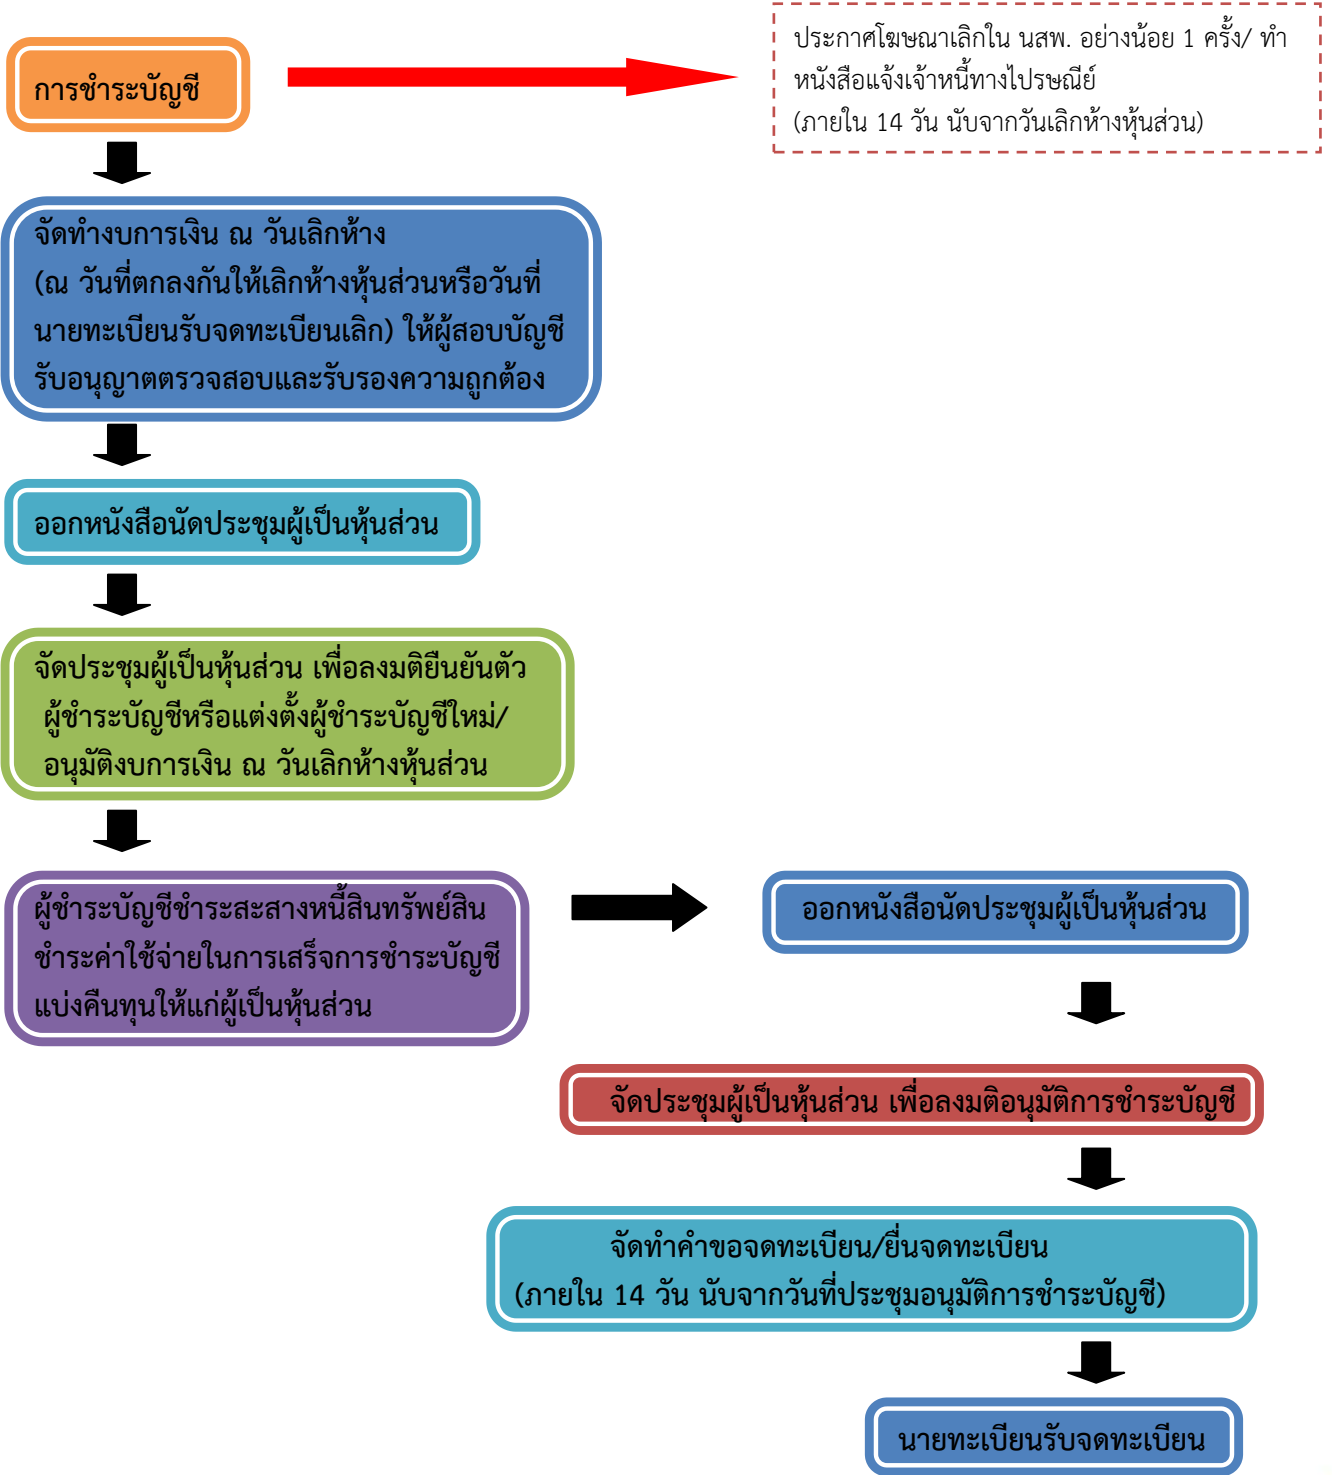 การชำระบัญชี
ประกาศโฆษณาเลิกใน นสพ. อย่างน้อย 1 ครั้ง/ ทำ
หนังสือแจ้งเจ้าหนี้ทางไปรษณีย์
(ภายใน 14 วัน นับจากวันเลิกห้างหุ้นส่วน)
จัดทำงบการเงิน ณ วันเลิกห้าง
(ณ วันที่ตกลงกันให้เลิกห้างหุ้นส่วนหรือวันที่
นายทะเบียนรับจดทะเบียนเลิก) ให้ผู้สอบบัญชี
รับอนุญาตตรวจสอบและรับรองความถูกต้อง
ออกหนังสือนัดประชุมผู้เป็นหุ้นส่วน
จัดประชุมผู้เป็นหุ้นส่วน เพื่อลงมติยืนยันตัว
ผู้ชำระบัญชีหรือแต่งตั้งผู้ชำระบัญชีใหม่/
อนุมัติงบการเงิน ณ วันเลิกห้างหุ้นส่วน
ผู้ชำระบัญชีชำระสะสางหนี้สินทรัพย์สิน
ชำระค่าใช้จ่ายในการเสร็จการชำระบัญชี
แบ่งคืนทุนให้แก่ผู้เป็นหุ้นส่วน
ออกหนังสือนัดประชุมผู้เป็นหุ้นส่วน
จัดประชุมผู้เป็นหุ้นส่วน เพื่อลงมติอนุมัติการชำระบัญชี
จัดทำคำขอจดทะเบียน/ยื่นจดทะเบียน
(ภายใน 14 วัน นับจากวันที่ประชุมอนุมัติการชำระบัญชี)
นายทะเบียนรับจดทะเบียน